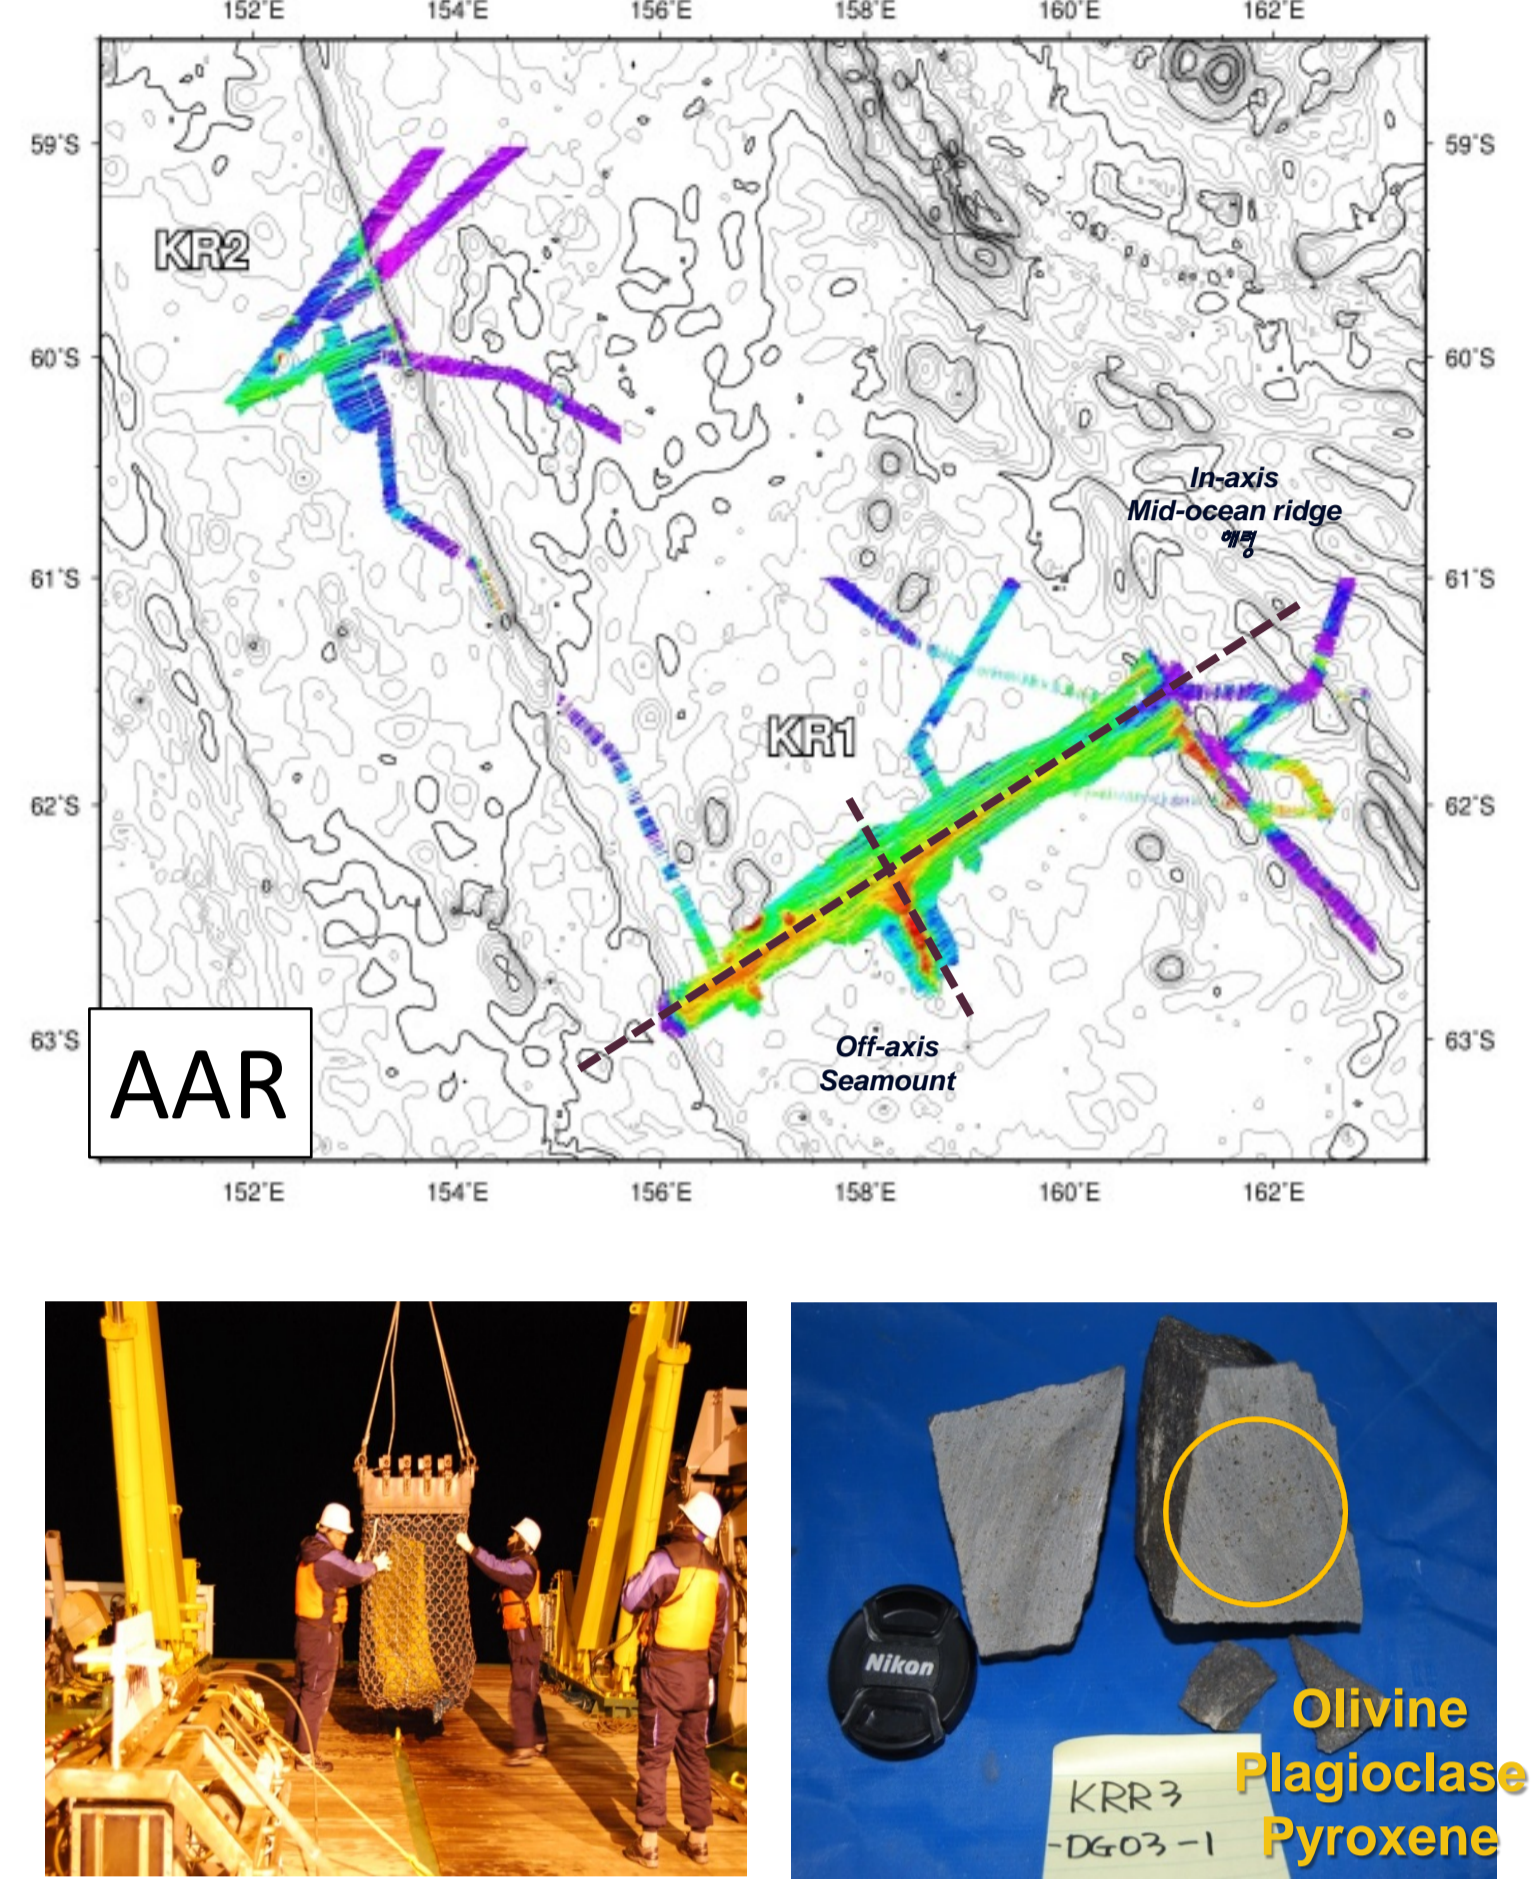 152°E 154°E 156°E 158°E 160°E 162°E
59°S 59°S
KR2
60°S 60°S
In-axis
Mid-ocean ridge
61°S 61°S
KR1
62°S 62°S
Off-axis
Seamount
63°S 63°S
AAR
152°E 154°E 156°E 158°E 160°E 162°E
Nikon
KRR3
-DG03-1
Olivine
Plagioclase
Pyroxene